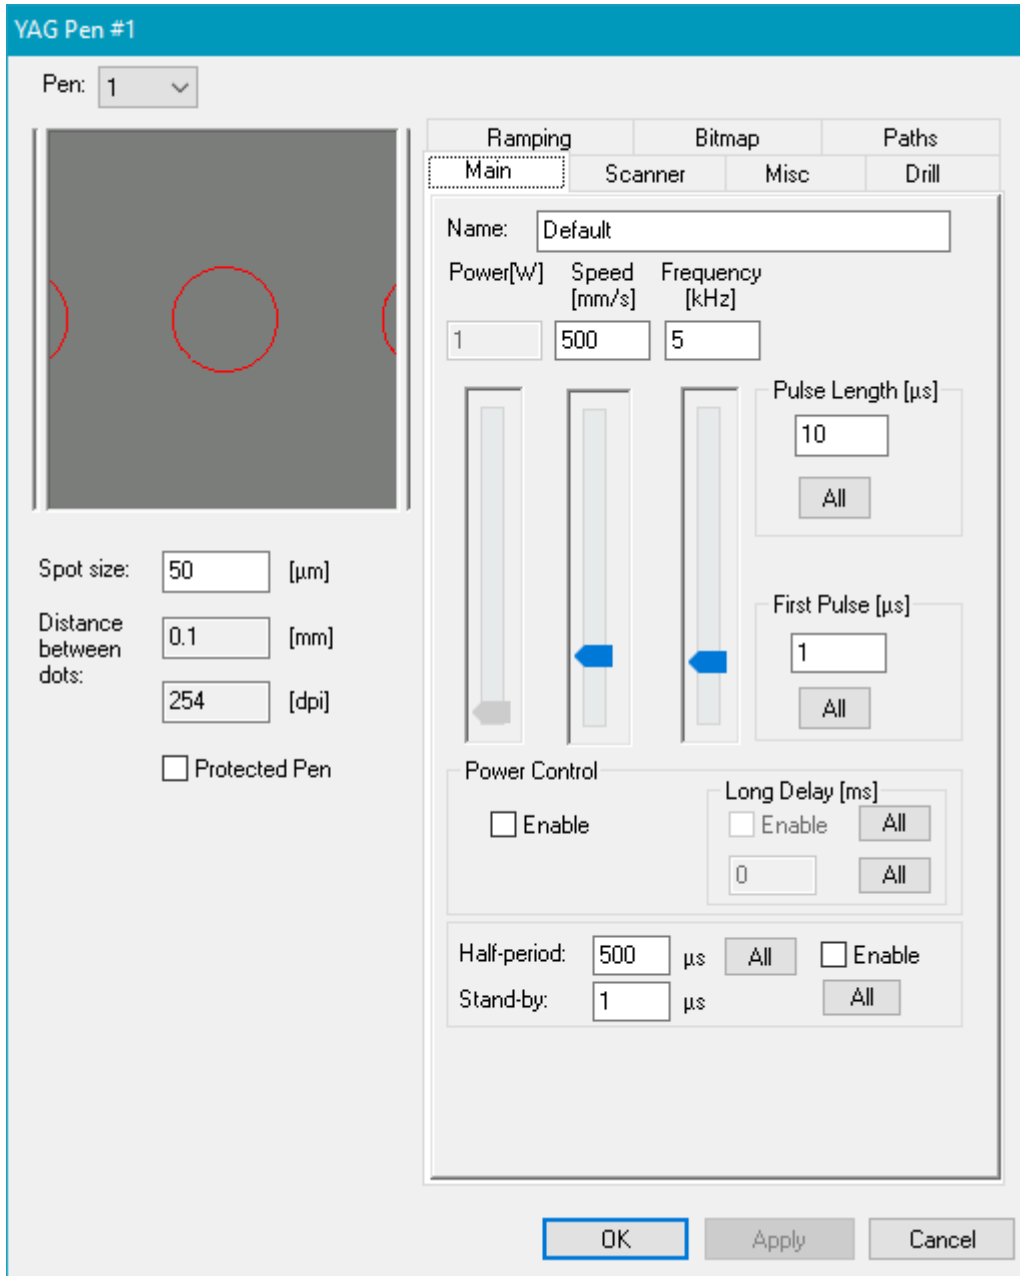 YAG Pen #1
Pen: 1
Ramping Bitmap Paths
Main Scanner Misc Drill
Name: Default
Power[W] Speed [mm/s] Frequency [kHz]
1 500 5
Pulse Length [µs]
10
All
Spot size: 50 [µm]
Distance between dots: 0.1 [mm]
254 [dpi]
Protected Pen
First Pulse [µs]
1
All
Power Control
Enable
Long Delay [ms]
Enable All
0 All
Half-period: 500 µs All Enable
Stand-by: 1 µs All
OK Apply Cancel